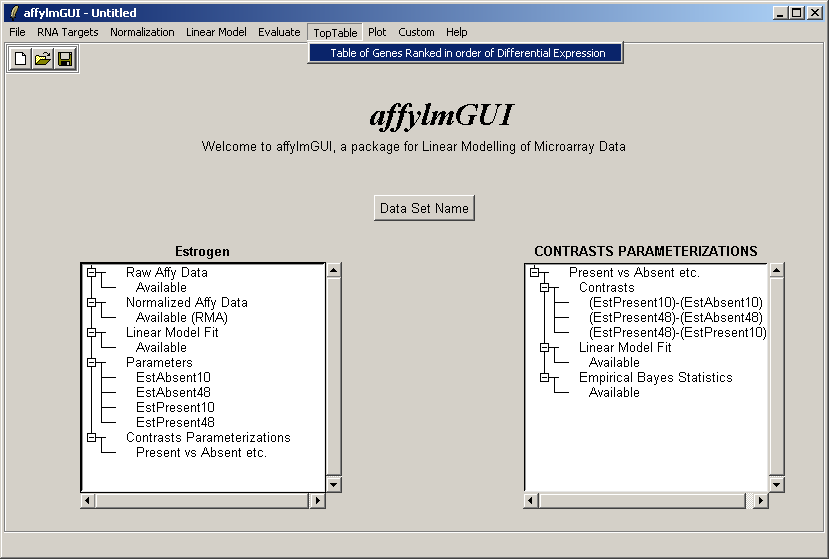 affylmGUI - Untitled
File RNA Targets Normalization Linear Model Evaluate TopTable Plot Custom Help
Table of Genes Ranked in order of Differential Expression
affylmGUI
Welcome to affylmGUI, a package for Linear Modelling of Microarray Data
Data Set Name
Estrogen
Raw Affy Data
Available
Normalized Affy Data
Available (RMA)
Linear Model Fit
Available
Parameters
EstAbsent10
EstAbsent48
EstPresent10
EstPresent48
Contrasts Parameterizations
Present vs Absent etc.
CONTRASTS PARAMETERIZATIONS
Present vs Absent etc.
Contrasts
(EstPresent10)-(EstAbsent10)
(EstPresent48)-(EstAbsent48)
(EstPresent48)-(EstPresent10)
Linear Model Fit
Available
Empirical Bayes Statistics
Available